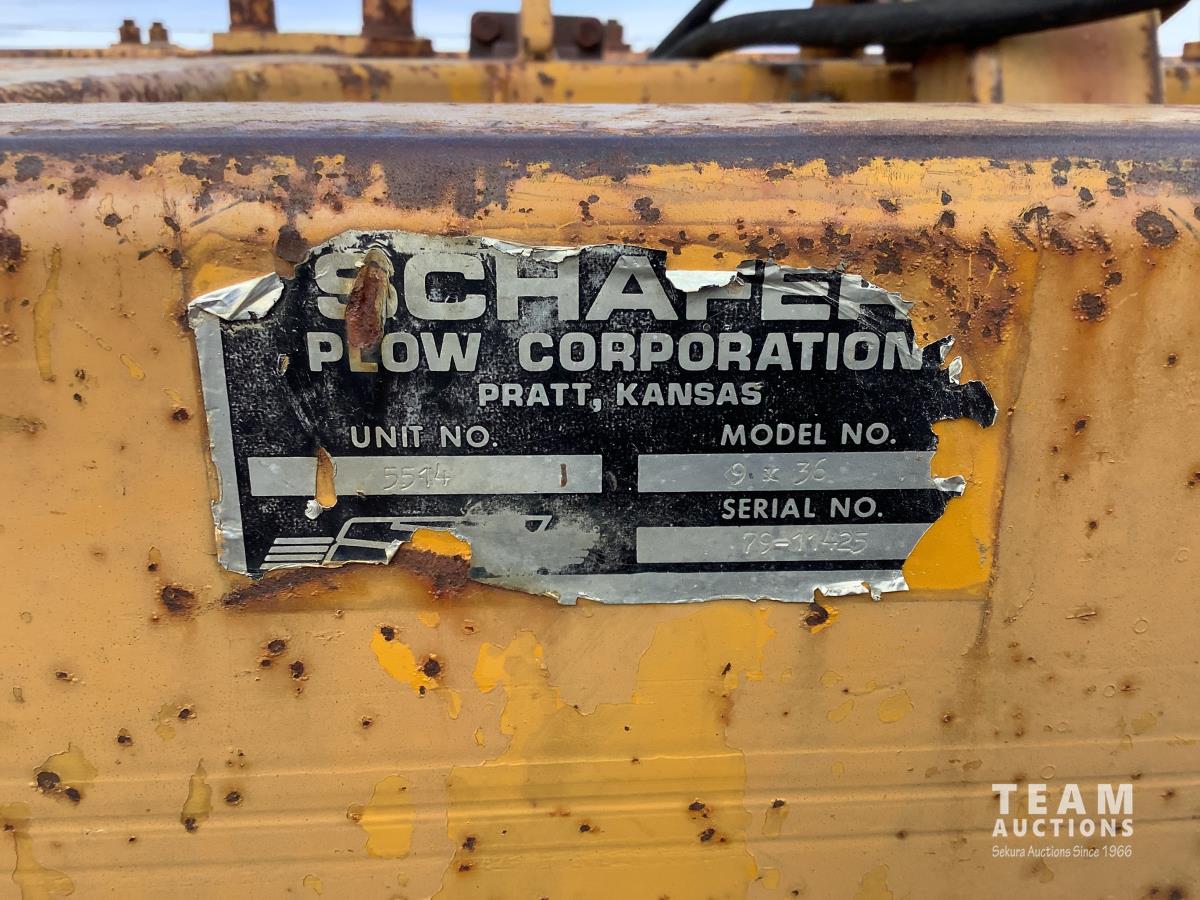 SCHAFER
PLOW CORPORATION
PRATT, KANSAS
UNIT NO.
5514
MODEL NO.
9 x 36
SERIAL NO.
79-11425
TEAM
AUCTIONS
Sekura Auctions Since 1966